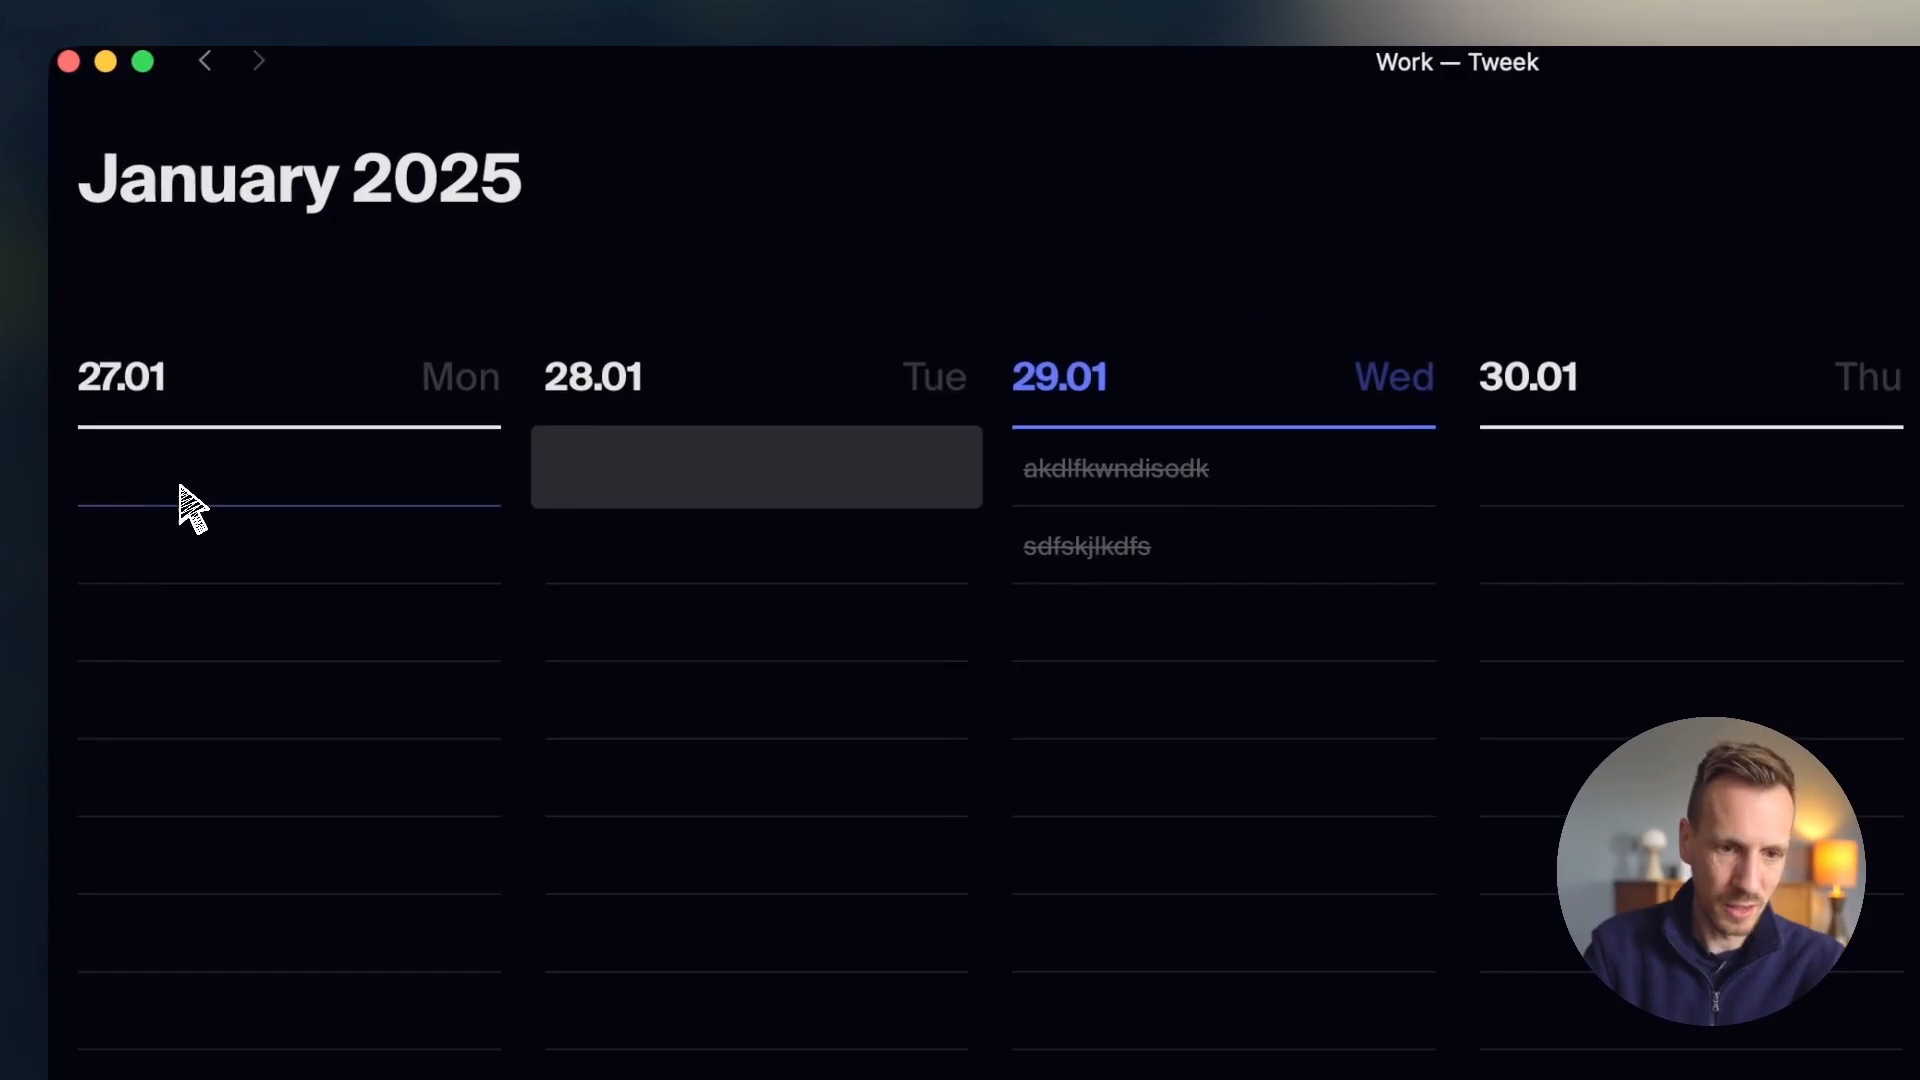 Work — Tweek
January 2025
27.01 Mon 28.01 Tue 29.01 Wed 30.01 Thu
akdlfkwndisodk
sdfskjlkdfs